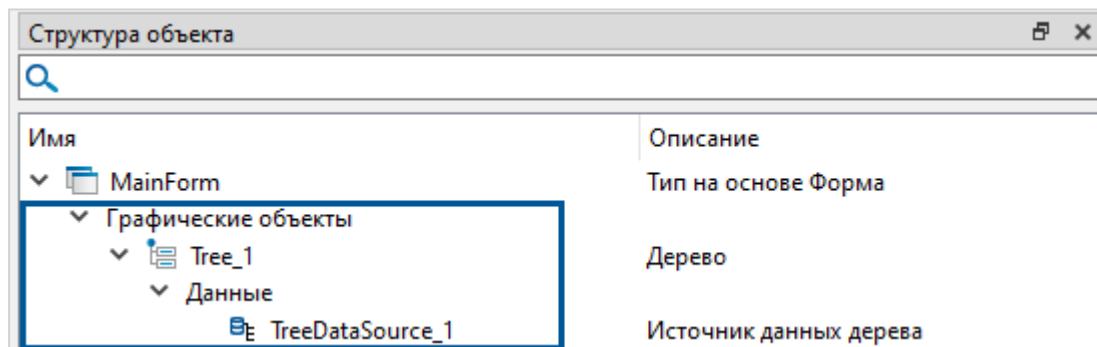 Структура объекта
Имя Описание
MainForm Тип на основе Форма
Графические объекты
Tree_1 Дерево
Данные
TreeDataSource_1 Источник данных дерева